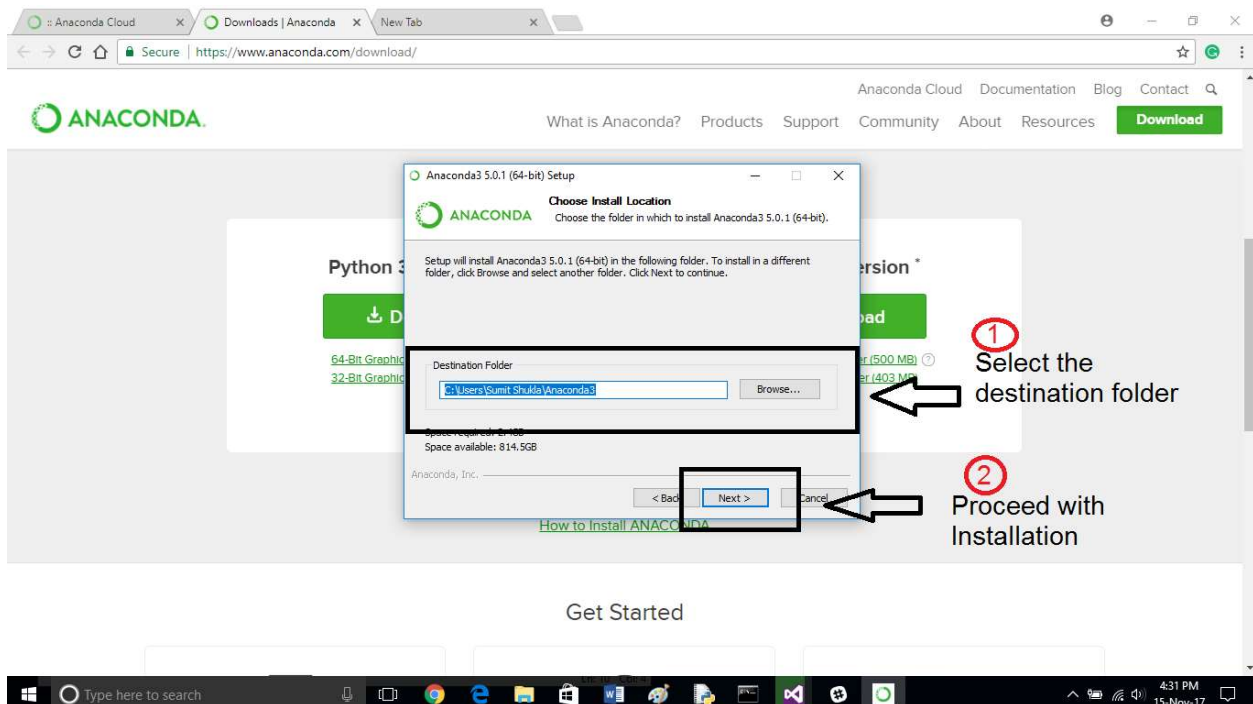 :: Anaconda Cloud
Downloads | Anaconda
New Tab
Secure | https://www.anaconda.com/download/
Anaconda Cloud Documentation Blog Contact
ANACONDA.
What is Anaconda? Products Support Community About Resources Download
Anaconda3 5.0.1 (64-bit) Setup
ANACONDA
Choose Install Location
Choose the folder in which to install Anaconda3 5.0.1 (64-bit).
Setup will install Anaconda3 5.0.1 (64-bit) in the following folder. To install in a different
folder, click Browse and select another folder. Click Next to continue.
Python 3
ersion *
D
oad
64-Bit Graphic
r (500 MB) ?
32-Bit Graphic
er (403 MB)
Destination Folder
C:\Users\Sumit Shukla\Anaconda3
Browse...
1
Select the
destination folder
Space available: 814.5GB
Anaconda, Inc.
< Back
Next >
Cancel
2
Proceed with
Installation
How to Install ANACONDA
Get Started
Type here to search
4:31 PM
15-Nov-17